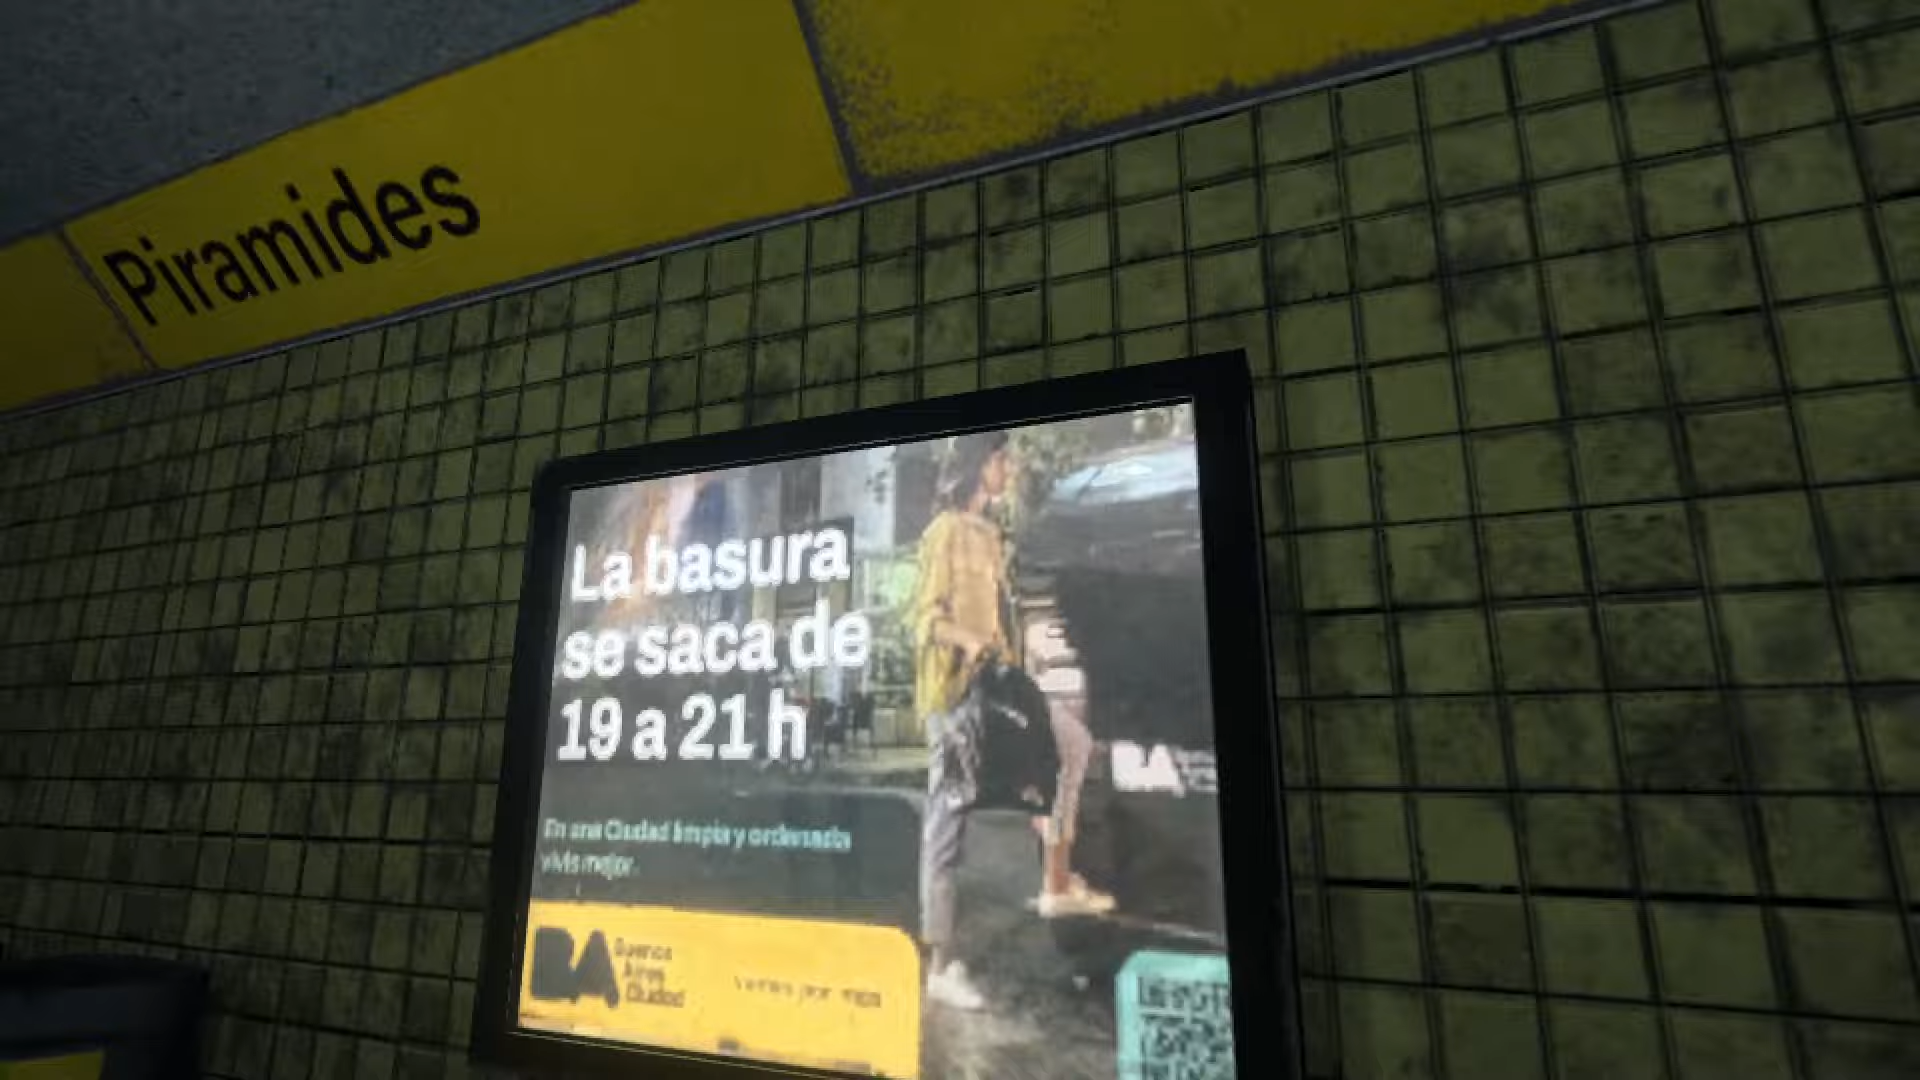 Piramides
La basura
se saca de
19 a 21 h
En una Ciudad limpia y ordenada
vivís mejor.
BA
Buenos
Aires
Ciudad
BA